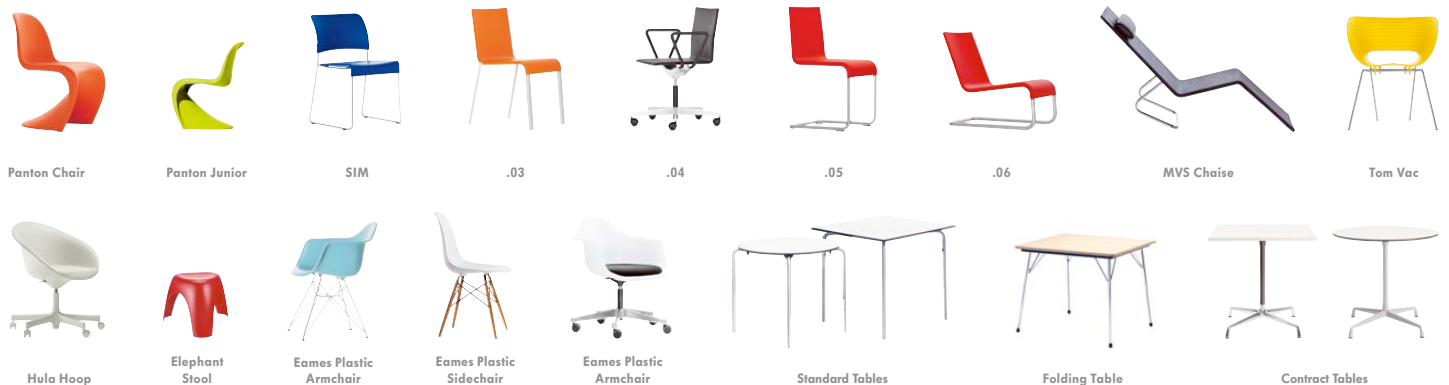 Panton Chair
Panton Junior
SIM
.03
.04
.05
.06
MVS Chaise
Tom Vac
Hula Hoop
Elephant
Stool
Eames Plastic
Armchair
Eames Plastic
Sidechair
Eames Plastic
Armchair
Standard Tables
Folding Table
Contract Tables